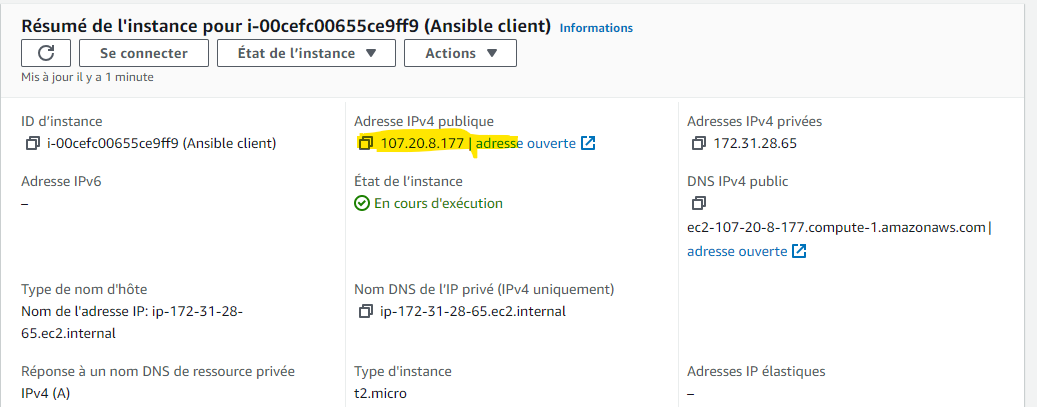 Résumé de l'instance pour i-00cefc00655ce9ff9 (Ansible client) Informations
Se connecter État de l'instance Actions
Mis à jour il y a 1 minute
ID d'instance
i-00cefc00655ce9ff9 (Ansible client)
Adresse IPv4 publique
107.20.8.177 | adresse ouverte
Adresses IPv4 privées
172.31.28.65
Adresse IPv6
–
État de l'instance
En cours d'exécution
DNS IPv4 public
ec2-107-20-8-177.compute-1.amazonaws.com |
adresse ouverte
Type de nom d'hôte
Nom de l'adresse IP: ip-172-31-28-
65.ec2.internal
Nom DNS de l'IP privé (IPv4 uniquement)
ip-172-31-28-65.ec2.internal
Réponse à un nom DNS de ressource privée
IPv4 (A)
Type d'instance
t2.micro
Adresses IP élastiques
–